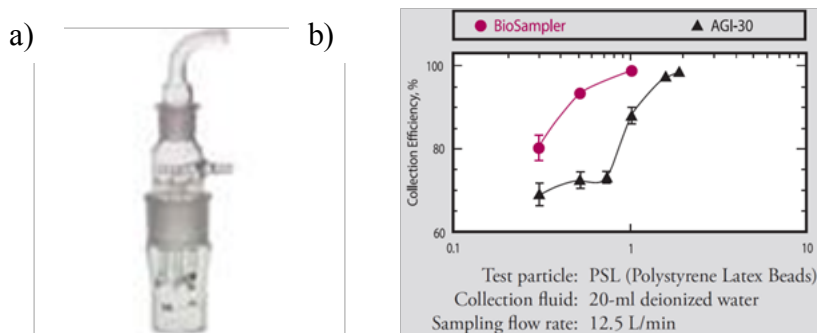 a)
b)
BioSampler
AGI-30
Collection Efficiency, %
100
80
60
0.1
1
10
Test particle: PSL (Polystyrene Latex Beads)
Collection fluid: 20-ml deionized water
Sampling flow rate: 12.5 L/min